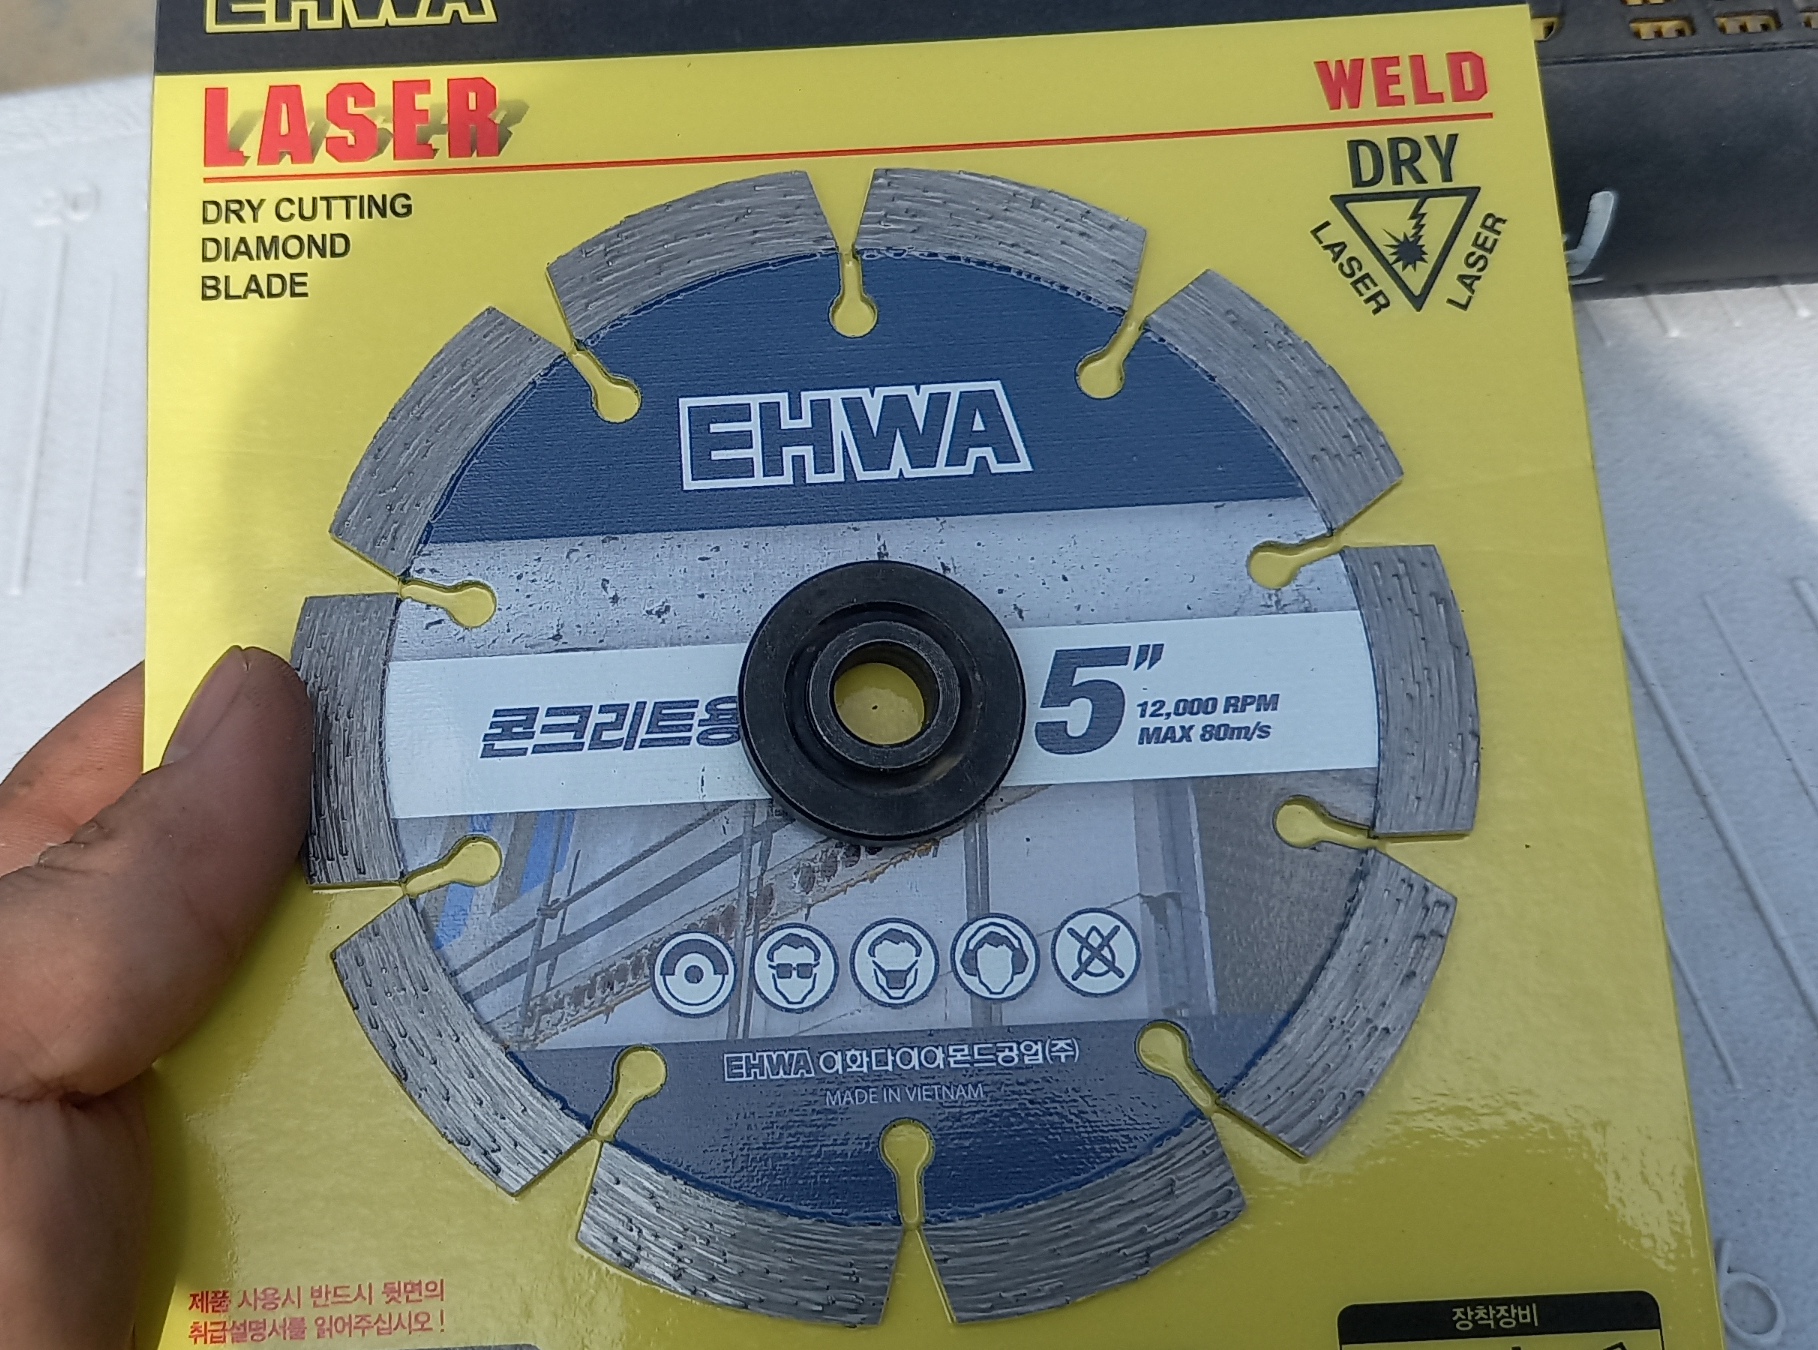 EHWA
LASER
WELD
DRY CUTTING
DIAMOND
BLADE
DRY
LASER
LASER
EHWA
콘크리트용
5"
12,000 RPM
MAX 80m/s
EHWA 이화다이아몬드공업(주)
MADE IN VIETNAM
제품 사용시 반드시 뒷면의
취급설명서를 읽어주십시오!
장착장비